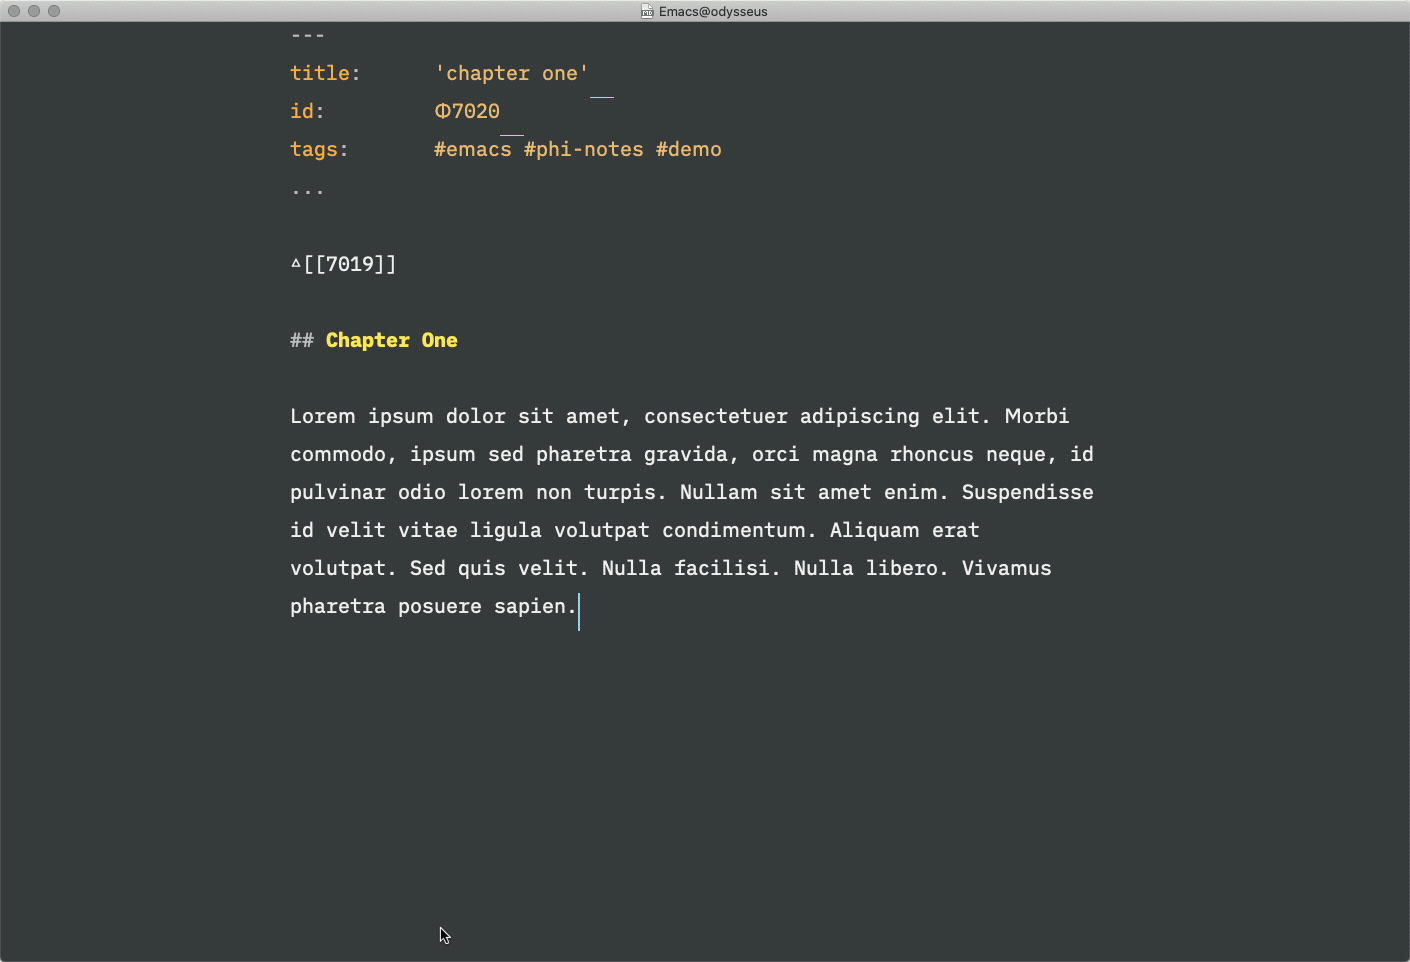 Emacs@odysseus
---
title: 'chapter one'
id: Φ7020
tags: #emacs #phi-notes #demo
...
△[[7019]]
## Chapter One
Lorem ipsum dolor sit amet, consectetuer adipiscing elit. Morbi
commodo, ipsum sed pharetra gravida, orci magna rhoncus neque, id
pulvinar odio lorem non turpis. Nullam sit amet enim. Suspendisse
id velit vitae ligula volutpat condimentum. Aliquam erat
volutpat. Sed quis velit. Nulla facilisi. Nulla libero. Vivamus
pharetra posuere sapien.